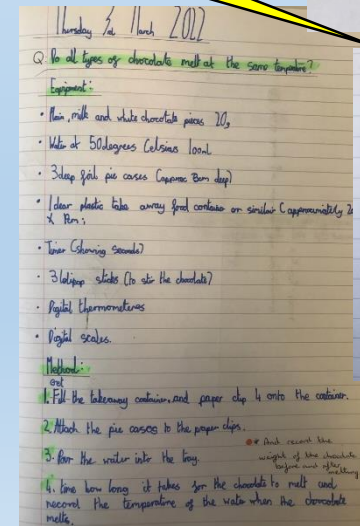 Thursday 3rd March 2022
Q. Do all types of chocolate melt at the same temperature?
Equipment:
• Plain, milk and white chocolate pieces 20g
• Water at 50 degrees Celsius 100ml
• 3 deep foil pie cases (approx 3cm deep)
• 1 clear plastic take away food container or similar (approximately
• Timer (showing seconds)
• 3 lolipop sticks (to stir the chocolate)
• Digital thermometeres
• Digital scales.
Method:
1. the takeaway container, and paper clip 4 onto the container.
2. Attach the pie cases to the paper clips.
* And record the
weight of the chocolate
before and after
melting
3. Pour the water into the tray.
4. time how long it takes for the chocolate to melt and
record the temperature of the water when the chocolate
melts.